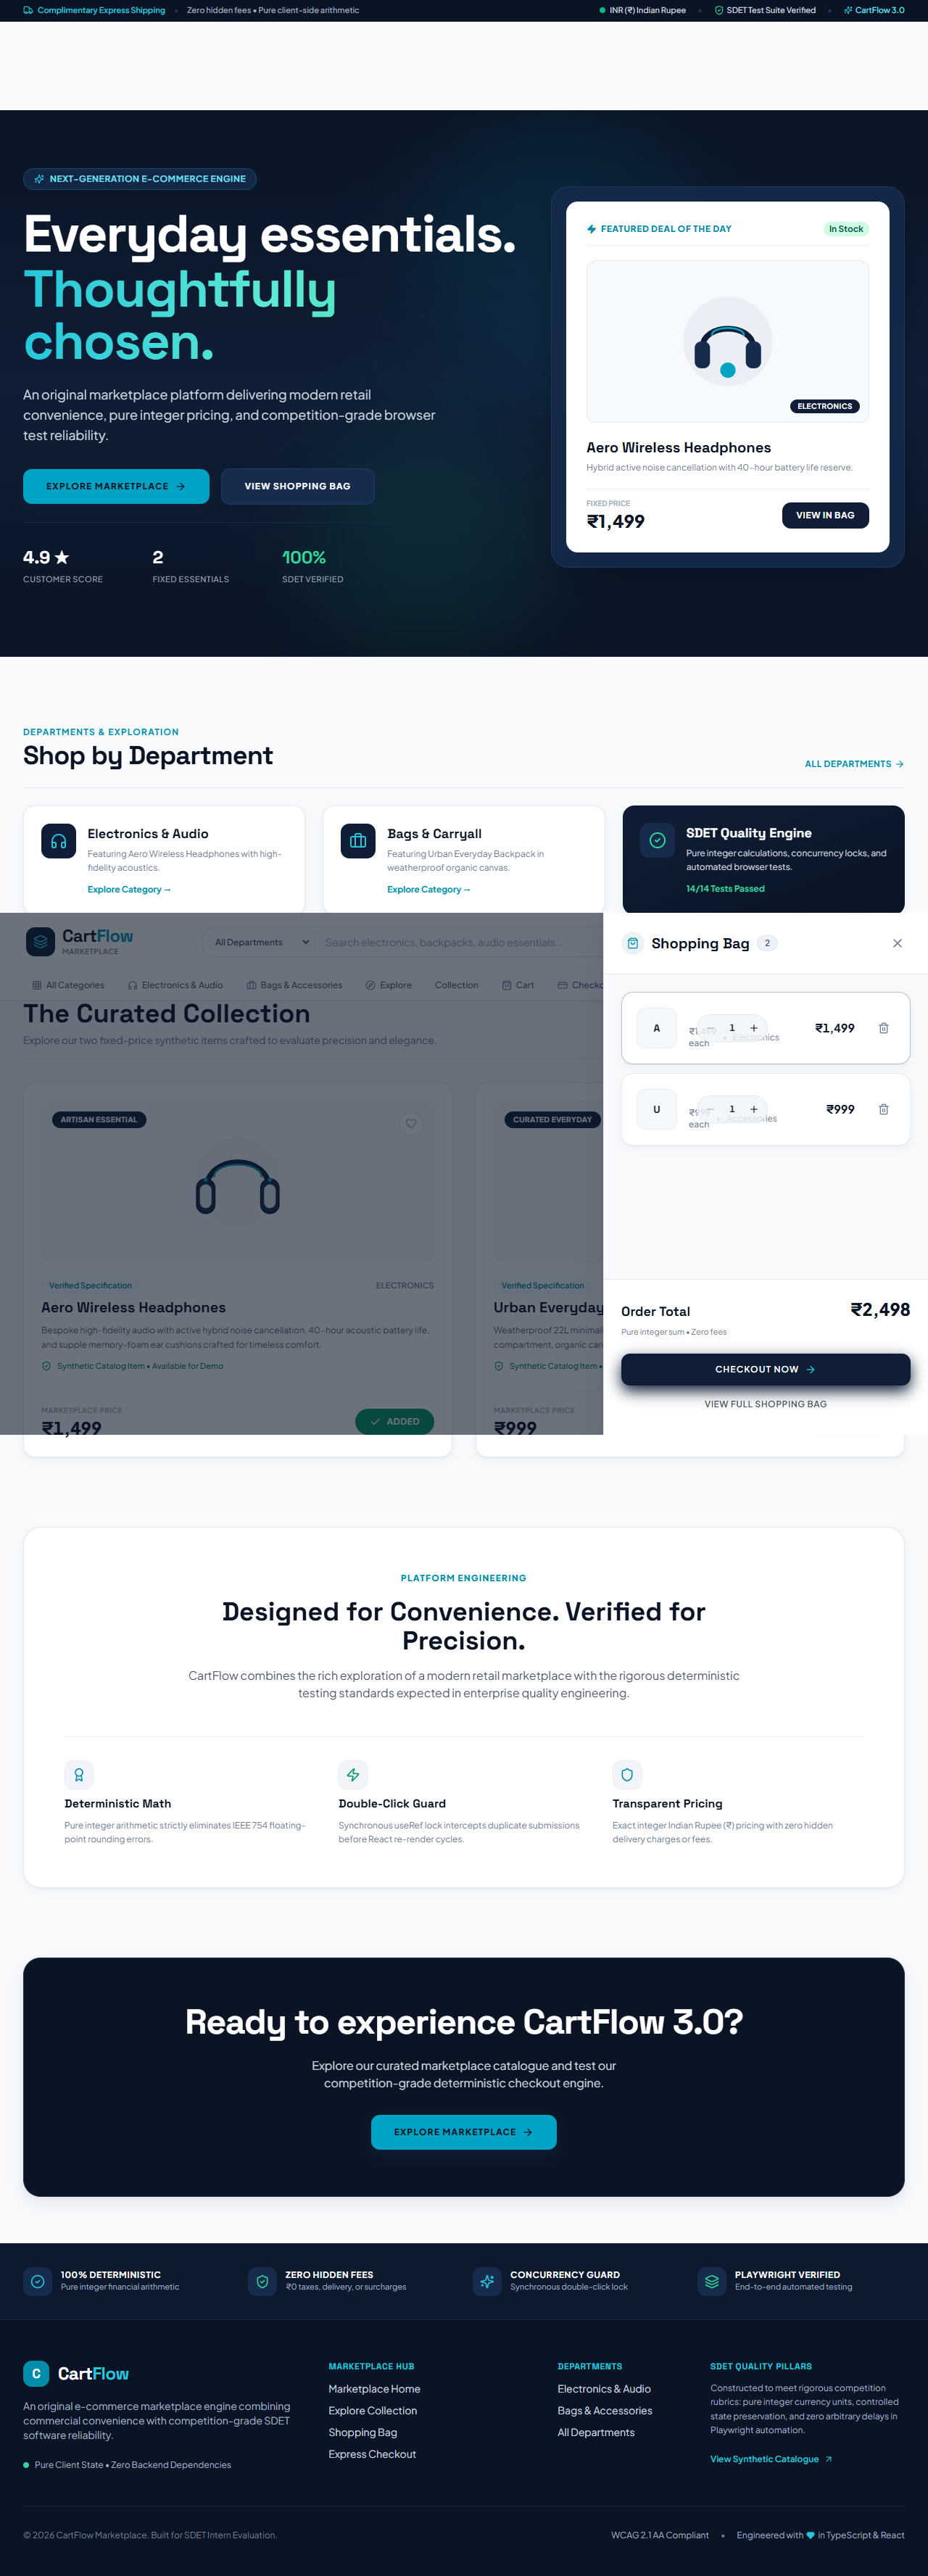 Complimentary Express Shipping • Zero hidden fees • Pure client-side arithmetic
INR (₹) Indian Rupee • SDET Test Suite Verified • CartFlow 3.0
NEXT-GENERATION E-COMMERCE ENGINE
Everyday essentials.
Thoughtfully
chosen.
An original marketplace platform delivering modern retail
convenience, pure integer pricing, and competition-grade browser
test reliability.
EXPLORE MARKETPLACE →
VIEW SHOPPING BAG
4.9 ★
CUSTOMER SCORE
2
FIXED ESSENTIALS
100%
SDET VERIFIED
FEATURED DEAL OF THE DAY
In Stock
ELECTRONICS
Aero Wireless Headphones
Hybrid active noise cancellation with 40-hour battery life reserve.
FIXED PRICE
₹1,499
VIEW IN BAG
DEPARTMENTS & EXPLORATION
Shop by Department
ALL DEPARTMENTS →
Electronics & Audio
Featuring Aero Wireless Headphones with high-
fidelity acoustics.
Explore Category →
Bags & Carryall
Featuring Urban Everyday Backpack in
weatherproof organic canvas.
Explore Category →
SDET Quality Engine
Pure integer calculations, concurrency locks, and
automated browser tests.
14/14 Tests Passed
CartFlow
MARKETPLACE
All Departments
Search electronics, backpacks, audio essentials...
All Categories
Electronics & Audio
Bags & Accessories
Explore
Collection
Cart
The Curated Collection
Explore our two fixed-price synthetic items crafted to evaluate precision and elegance.
ARTISAN ESSENTIAL
Verified Specification
ELECTRONICS
Aero Wireless Headphones
Bespoke high-fidelity audio with active hybrid noise cancellation, 40-hour acoustic battery life,
and supple memory-foam ear cushions crafted for timeless comfort.
Synthetic Catalog Item • Available for Demo
MARKETPLACE PRICE
₹1,499
ADDED
CURATED EVERYDAY
Verified Specification
Urban Everyday
Weatherproof 22L
compartment, organic
Synthetic Catalog Item •
MARKETPLACE PRICE
₹999
Shopping Bag 2
A
each
Electronics
1 +
₹1,499
U
each
Accessories
1 +
₹999
Order Total
₹2,498
Pure integer sum • Zero fees
CHECKOUT NOW →
VIEW FULL SHOPPING BAG
PLATFORM ENGINEERING
Designed for Convenience. Verified for
Precision.
CartFlow combines the rich exploration of a modern retail marketplace with the rigorous deterministic
testing standards expected in enterprise quality engineering.
Deterministic Math
Pure integer arithmetic strictly eliminates IEEE 754 floating-
point rounding errors.
Double-Click Guard
Synchronous useRef lock intercepts duplicate submissions
before React re-render cycles.
Transparent Pricing
Exact integer Indian Rupee (₹) pricing with zero hidden
delivery charges or fees.
Ready to experience CartFlow 3.0?
Explore our curated marketplace catalogue and test our
competition-grade deterministic checkout engine.
EXPLORE MARKETPLACE →
100% DETERMINISTIC
Pure integer financial arithmetic
ZERO HIDDEN FEES
₹0 taxes, delivery, or surcharges
CONCURRENCY GUARD
Synchronous double-click lock
PLAYWRIGHT VERIFIED
End-to-end automated testing
C CartFlow
An original e-commerce marketplace engine combining
commercial convenience with competition-grade SDET
software reliability.
Pure Client State • Zero Backend Dependencies
MARKETPLACE HUB
Marketplace Home
Explore Collection
Shopping Bag
Express Checkout
DEPARTMENTS
Electronics & Audio
Bags & Accessories
All Departments
SDET QUALITY PILLARS
Constructed to meet rigorous competition
rubrics: pure integer currency units, controlled
state preservation, and zero arbitrary delays in
Playwright automation.
View Synthetic Catalogue ↗
© 2026 CartFlow Marketplace. Built for SDET Intern Evaluation.
WCAG 2.1 AA Compliant • Engineered with ♥ in TypeScript & React